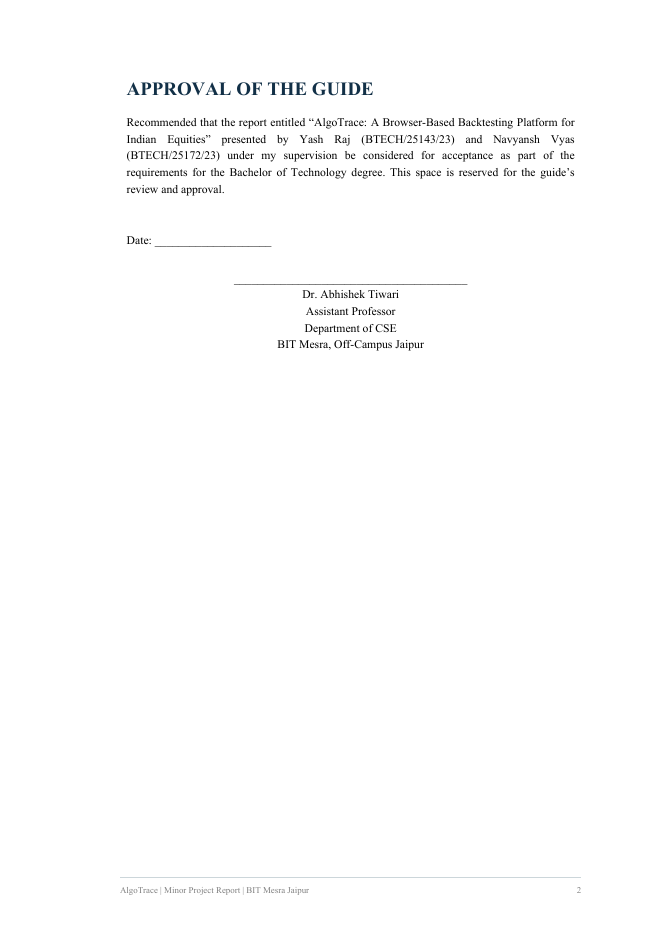 APPROVAL OF THE GUIDE
Recommended that the report entitled “AlgoTrace: A Browser-Based Backtesting Platform for
Indian Equities” presented by Yash Raj (BTECH/25143/23) and Navyansh Vyas
(BTECH/25172/23) under my supervision be considered for acceptance as part of the
requirements for the Bachelor of Technology degree. This space is reserved for the guide’s
review and approval.
Date: ____________________
________________________________________
Dr. Abhishek Tiwari
Assistant Professor
Department of CSE
BIT Mesra, Off-Campus Jaipur
AlgoTrace | Minor Project Report | BIT Mesra Jaipur 2